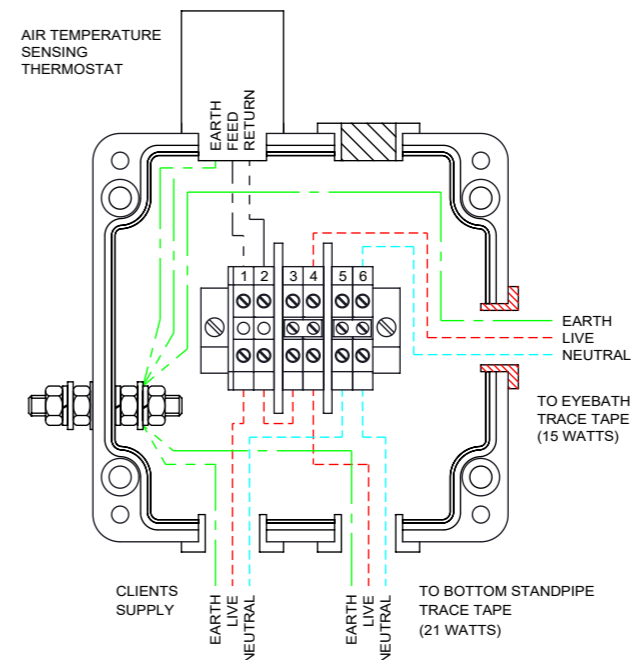 AIR TEMPERATURE
SENSING
THERMOSTAT
EARTH
FEED
RETURN
1 2 3 4 5 6
EARTH
LIVE
NEUTRAL
TO EYEBATH
TRACE TAPE
(15 WATTS)
CLIENTS
SUPPLY
EARTH
LIVE
NEUTRAL
EARTH
LIVE
NEUTRAL
TO BOTTOM STANDPIPE
TRACE TAPE
(21 WATTS)